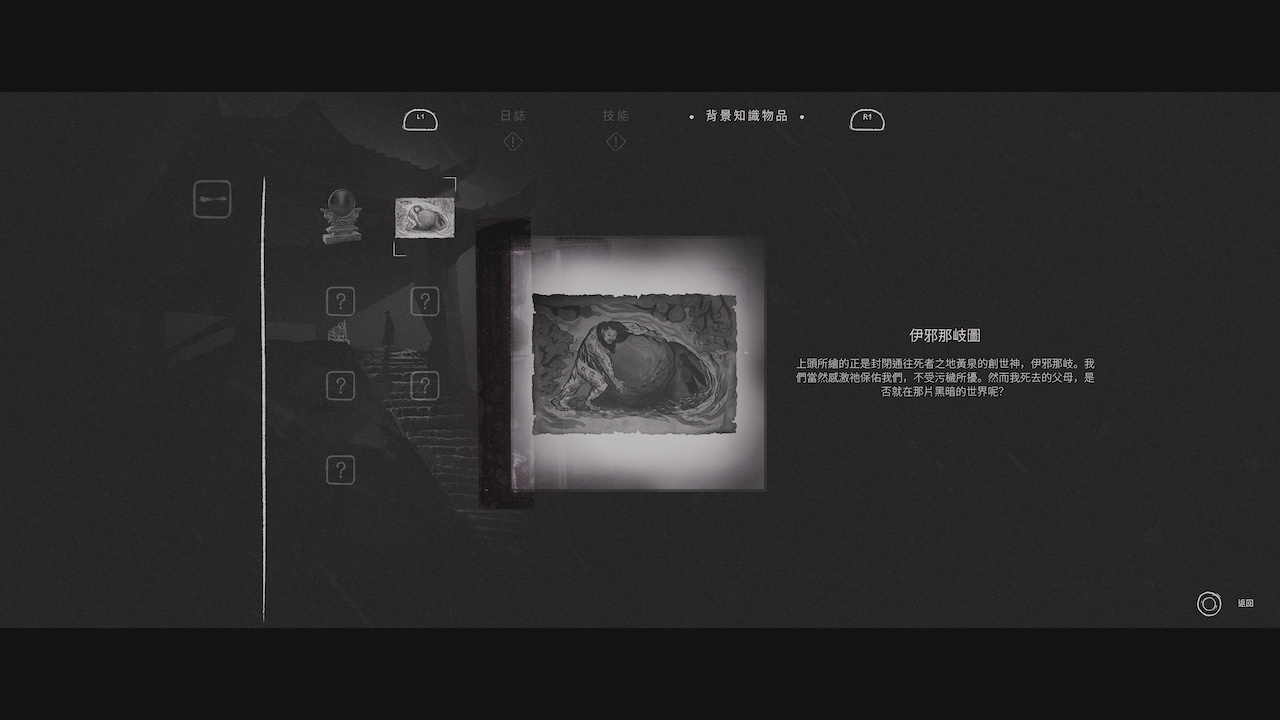 L1
日誌
技能
• 背景知識物品 •
R1
!
!
?
?
?
?
?
伊邪那岐圖
上頭所繪的正是封閉通往死者之地黃泉的創世神，伊邪那岐。我
們當然感激祂保佑我們，不受污穢所擾。然而我死去的父母，是
否就在那片黑暗的世界呢？
返回